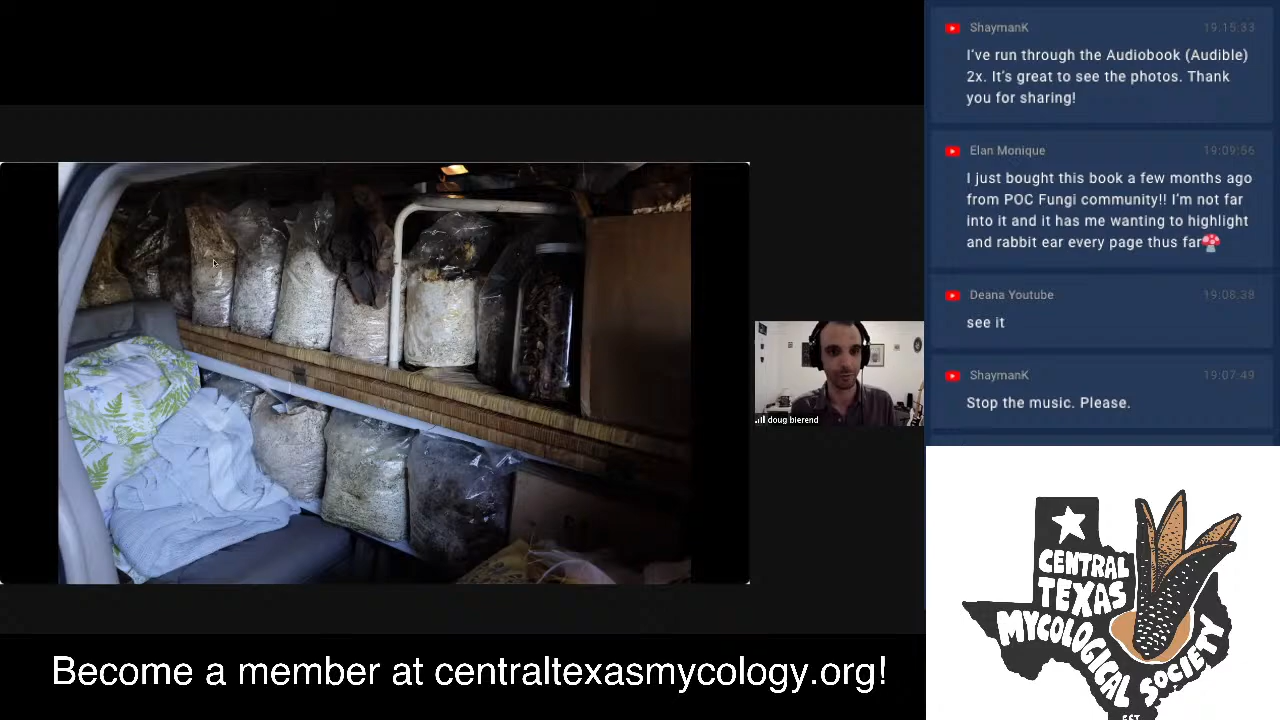 doug bierend
Become a member at centraltexasmycology.org!
ShaymanK 19:15:33
I've run through the Audiobook (Audible)
2x. It's great to see the photos. Thank
you for sharing!
Elan Monique 19:09:56
I just bought this book a few months ago
from POC Fungi community!! I'm not far
into it and it has me wanting to highlight
and rabbit ear every page thus far🍄
Deana Youtube 19:08:38
see it
ShaymanK 19:07:49
Stop the music. Please.
CENTRAL
TEXAS
MYCOLOGICAL
SOCIETY
EST